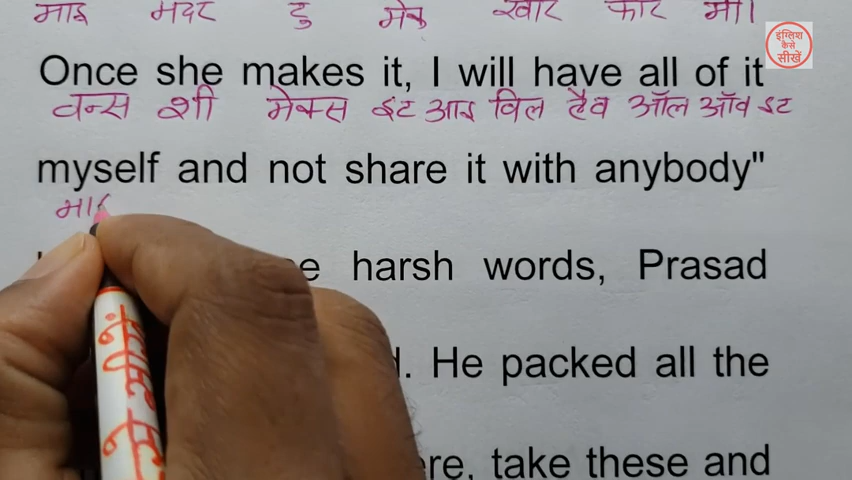 माइ मदर टु मेक खीर फॉर मी।
इंग्लिश
कैसे
सीखें
Once she makes it, I will have all of it
वन्स शी मेक्स इट आइ विल हैव ऑल ऑव इट
myself and not share it with anybody"
माइ
harsh words, Prasad
He packed all the
take these and